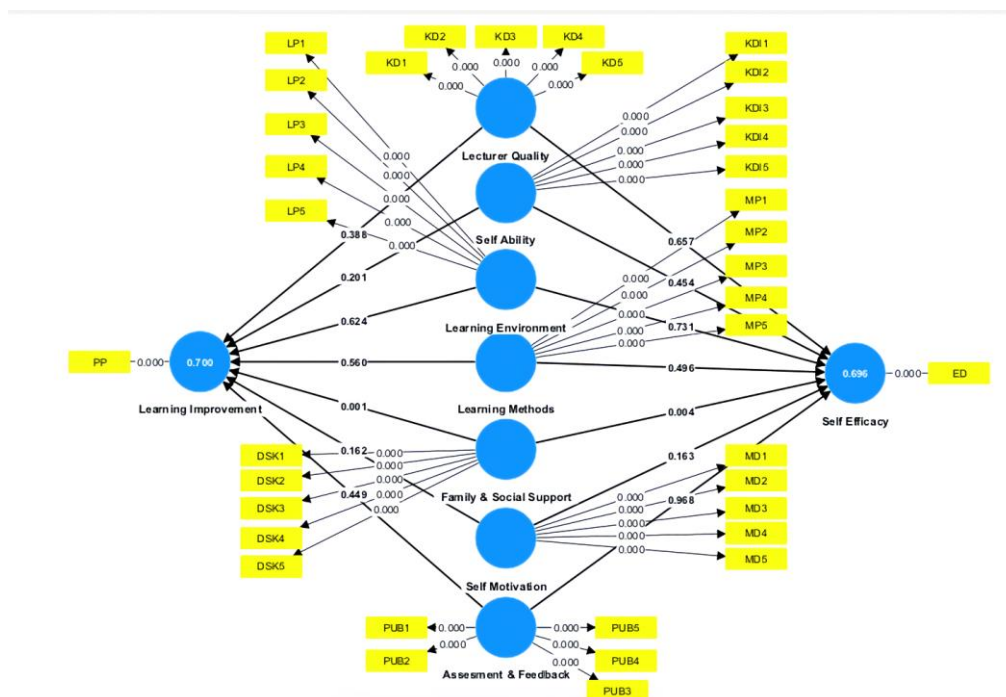 KD2
KD3
KD4
LP1
KD1
KD5
KDI1
0.000
0.000
0.000
0.000
0.000
LP2
KDI2
LP3
KDI3
LP4
KDI4
LP5
KDI5
Lecturer Quality
0.000
0.000
0.000
0.000
0.000
0.000
0.000
0.000
0.000
0.000
Self Ability
0.388
0.657
MP1
MP2
MP3
MP4
MP5
0.201
0.454
0.000
0.000
0.000
0.000
0.000
Learning Environment
0.624
0.731
PP
0.000
0.700
0.560
0.496
0.696
0.000
ED
Learning Improvement
Learning Methods
Self Efficacy
0.001
0.004
DSK1
0.162
0.000
0.163
MD1
DSK2
0.000
0.000
MD2
DSK3
0.449
0.000
Family & Social Support
0.000
0.968
MD3
DSK4
0.000
0.000
MD4
DSK5
0.000
0.000
MD5
0.000
Self Motivation
PUB1
0.000
0.000
PUB5
PUB2
0.000
0.000
PUB4
Assesment & Feedback
0.000
PUB3